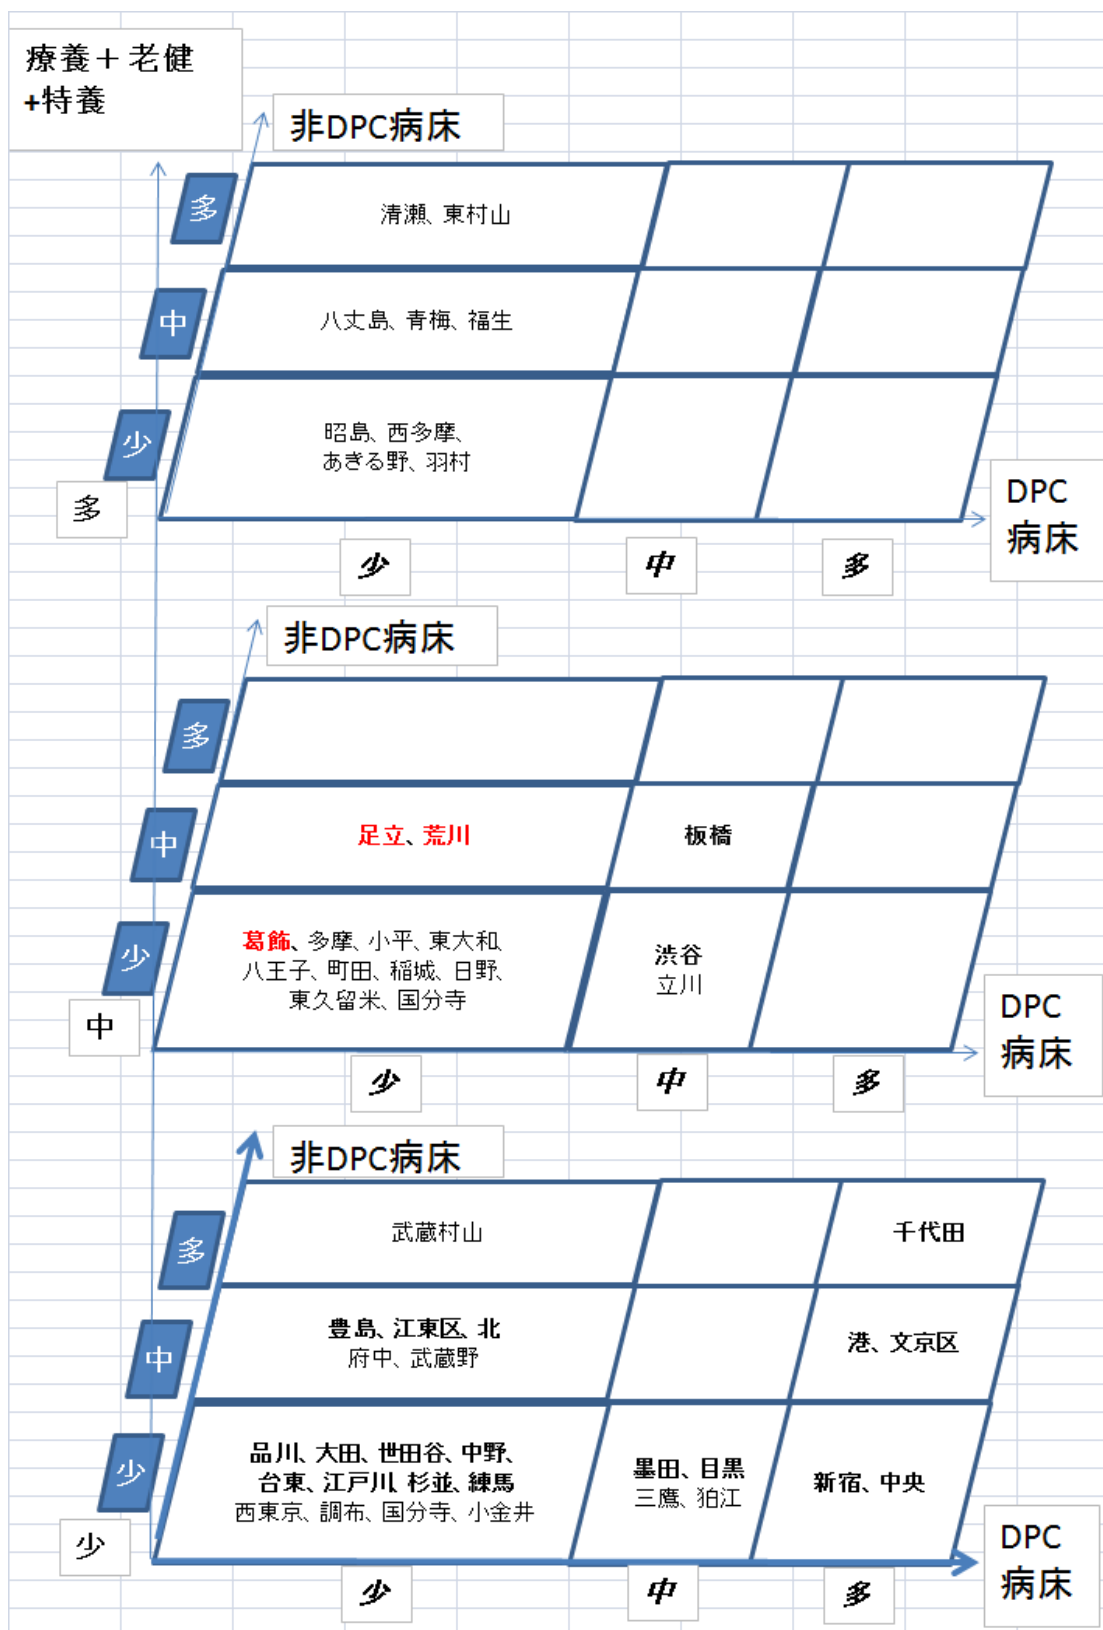 療養＋老健
+特養
非DPC病床
多
清瀬、東村山
中
八丈島、青梅、福生
少
昭島、西多摩、
あきる野、羽村
多
DPC
病床
少
中
多
非DPC病床
多
中
足立、荒川
板橋
少
葛飾、多摩、小平、東大和
八王子、町田、稲城、日野、
東久留米、国分寺
渋谷
立川
中
DPC
病床
少
中
多
非DPC病床
多
武蔵村山
千代田
中
豊島、江東区、北
府中、武蔵野
港、文京区
少
品川、大田、世田谷、中野、
台東、江戸川、杉並、練馬
西東京、調布、国分寺、小金井
墨田、目黒
三鷹、狛江
新宿、中央
少
DPC
病床
少
中
多